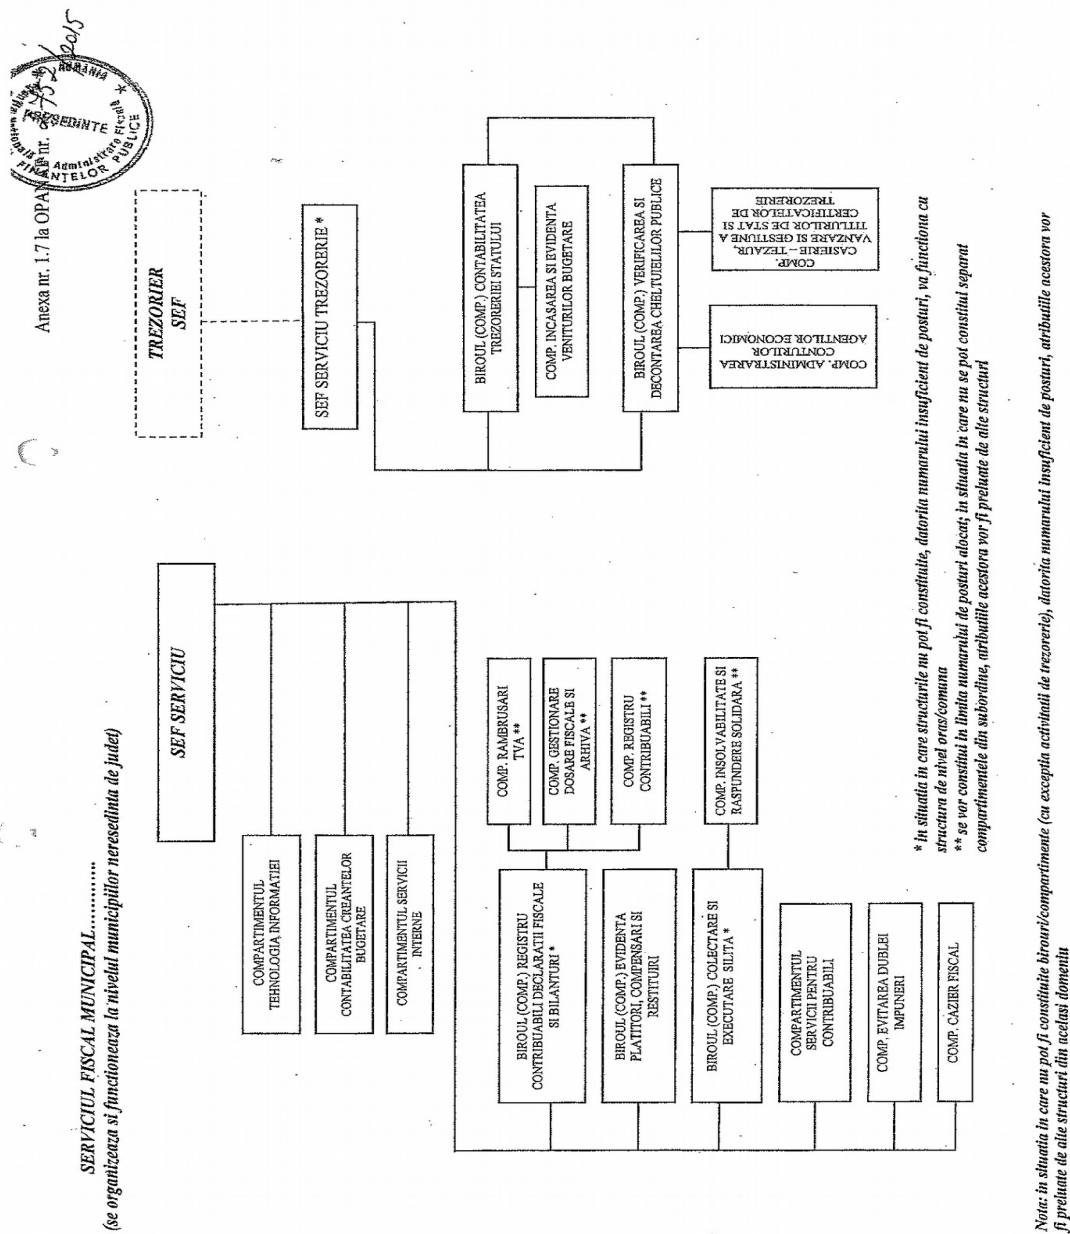 Anexa nr. 1.7 la OPANAF nr.
2015
ROMÂNIA
PREȘEDINTE
FINANTELOR PUBLICE
SERVICIUL FISCAL MUNICIPAL.............
(se organizeaza si functioneaza la nivelul municipiilor neresedinta de judet)
SEF SERVICIU
COMPARTIMENTUL
TEHNOLOGIA INFORMATIEI
COMPARTIMENTUL
CONTABILITATEA CREANTELOR
BUGETARE
COMPARTIMENTUL SERVICII
INTERNE
BIROUL (COMP.) REGISTRU
CONTRIBUABILI DECLARATII FISCALE
SI BILANTURI *
COMP. RAMBRUSARI
TVA **
COMP. GESTIONARE
DOSARE FISCALE SI
ARHIVA **
COMP. REGISTRU
CONTRIBUABILI **
BIROUL (COMP.) EVIDENTA
PLATITORI, COMPENSARI SI
RESTITUIRI
BIROUL (COMP.) COLECTARE SI
EXECUTARE SILITA *
COMP. INSOLVABILITATE SI
RASPUNDERE SOLIDARA **
COMPARTIMENTUL
SERVICII PENTRU
CONTRIBUABILI
COMP. EVITAREA DUBLEI
IMPUNERI
COMP. CAZIER FISCAL
TREZORIER
SEF
SEF SERVICIU TREZORERIE *
BIROUL (COMP.) CONTABILITATEA
TREZORERIEI STATULUI
COMP. INCASAREA SI EVIDENTA
VENITURILOR BUGETARE
BIROUL (COMP.) VERIFICAREA SI
DECONTAREA CHELTUIELILOR PUBLICE
COMP. ADMINISTRAREA
CONTURILOR
AGENTILOR ECONOMICI
COMP.
CASIERIE – TEZAUR,
VANZARE SI GESTIUNE A
TITLURILOR DE STAT SI
CERTIFICATELOR DE
TREZORERIE
* in situatia in care structurile nu pot fi constituite, datorita numarului insuficient de posturi, va functiona cu
structura de nivel oras/comuna
** se vor constitui in limita numarului de posturi alocat; in situatia in care nu se pot constitui separat
compartimentele din subordine, atributiile acestora vor fi preluate de alte structuri
Nota: in situatia in care nu pot fi constituite birouri/compartimente (cu exceptia activitatii de trezorerie), datorita numarului insuficient de posturi, atributiile acestora vor
fi preluate de alte structuri din acelasi domeniu